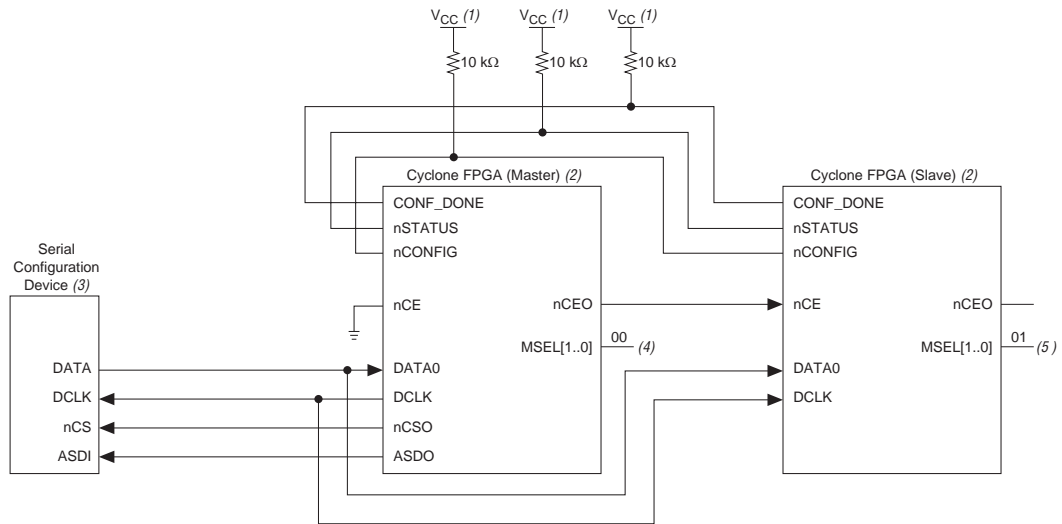 VCC (1) VCC (1) VCC (1)
10 kΩ 10 kΩ 10 kΩ
Cyclone FPGA (Master) (2)
CONF_DONE
nSTATUS
nCONFIG
nCE
nCEO
MSEL[1..0] 00 (4)
DATA0
DCLK
nCSO
ASDO
Cyclone FPGA (Slave) (2)
CONF_DONE
nSTATUS
nCONFIG
nCE
nCEO
MSEL[1..0] 01 (5 )
DATA0
DCLK
Serial
Configuration
Device (3)
DATA
DCLK
nCS
ASDI